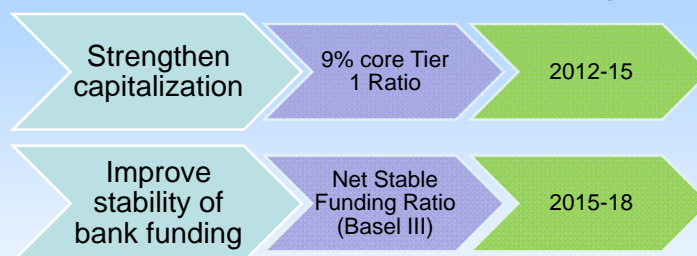 Strengthen
capitalization
9% core Tier
1 Ratio
2012-15
Improve
stability of
bank funding
Net Stable
Funding Ratio
(Basel III)
2015-18